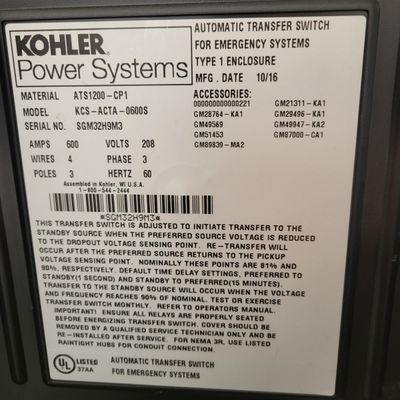 KOHLER
Power Systems
AUTOMATIC TRANSFER SWITCH
FOR EMERGENCY SYSTEMS
TYPE 1 ENCLOSURE
MFG. DATE 10/16
MATERIAL ATS1200-CP1
MODEL KCS-ACTA-0600S
SERIAL NO. SGM32H9M3
AMPS 600 VOLTS 208
WIRES 4 PHASE 3
POLES 3 HERTZ 60
Assembled in Kohler, WI U.S.A.
1-800-544-2444
ACCESSORIES:
000000000000221 GM21311-KA1
GM28764-KA1 GM29496-KA1
GM49569 GM49947-KA2
GM51453 GM87000-CA1
GM89839-MA2
*SGM32H9M3*
THIS TRANSFER SWITCH IS ADJUSTED TO INITIATE TRANSFER TO THE
STANDBY SOURCE WHEN THE PREFERRED SOURCE VOLTAGE IS REDUCED
TO THE DROPOUT VOLTAGE SENSING POINT. RE-TRANSFER WILL
OCCUR AFTER THE PREFERRED SOURCE RETURNS TO THE PICKUP
VOLTAGE SENSING POINT. NOMINALLY THESE POINTS ARE 81% AND
90%, RESPECTIVELY. DEFAULT TIME DELAY SETTINGS, PREFERRED TO
STANDBY(1 SECOND) AND STANDBY TO PREFERRED(15 MINUTES).
TRANSFER TO THE STANDBY SOURCE WILL OCCUR WHEN THE VOLTAGE
AND FREQUENCY REACHES 90% OF NOMINAL. TEST OR EXERCISE
TRANSFER SWITCH MONTHLY. REFER TO OPERATORS MANUAL.
IMPORTANT! ENSURE ALL RELAYS ARE PROPERLY SEATED
BEFORE ENERGIZING TRANSFER SWITCH. COVER SHOULD BE
REMOVED BY A QUALIFIED SERVICE TECHNICIAN ONLY AND BE
RE-INSTALLED AFTER SERVICE. FOR NEMA 3R, USE LISTED
RAINTIGHT HUBS FOR CONDUIT CONNECTION.
UL LISTED
37AA
AUTOMATIC TRANSFER SWITCH
FOR EMERGENCY SYSTEMS